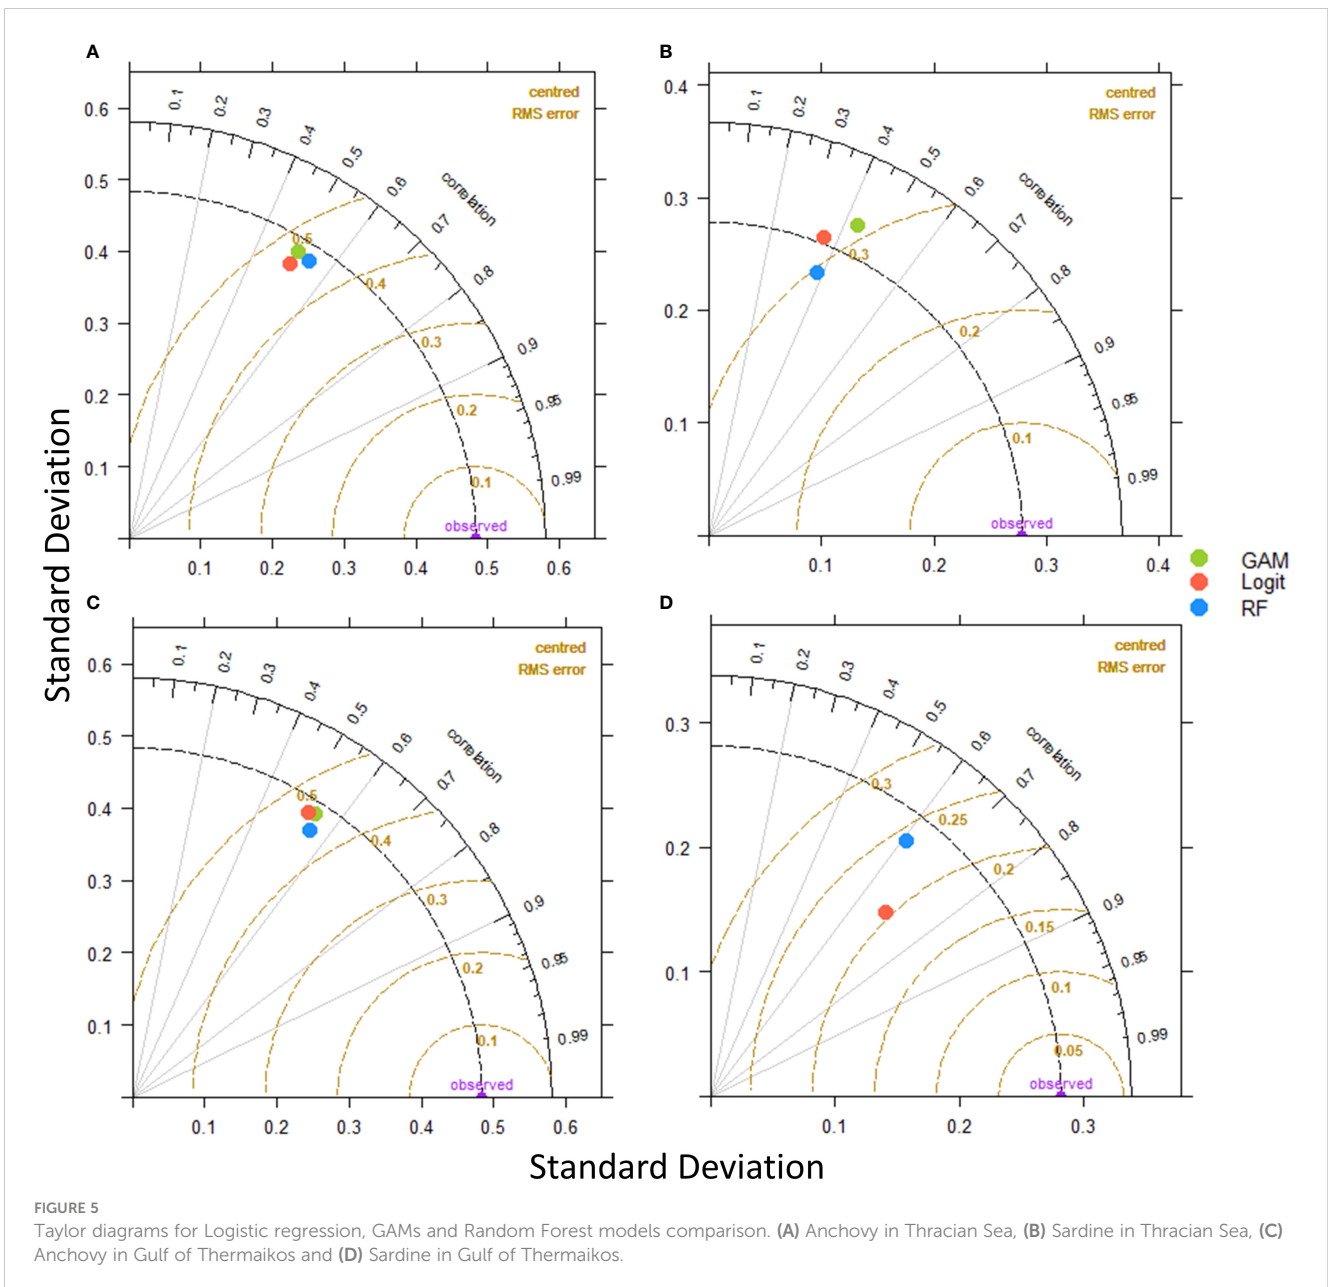 A
centred
RMS error
0.1
0.2
0.3
0.4
0.5
0.6
0.7
0.8
0.9
0.95
0.99
correlation
0.6
0.5
0.4
0.3
0.2
0.1
0.5
0.4
0.3
0.2
0.1
observed
0.1 0.2 0.3 0.4 0.5 0.6
B
centred
RMS error
0.1
0.2
0.3
0.4
0.5
0.6
0.7
0.8
0.9
0.95
0.99
correlation
0.4
0.3
0.2
0.1
0.3
0.2
0.1
observed
0.1 0.2 0.3 0.4
GAM
Logit
RF
Standard Deviation
C
centred
RMS error
0.1
0.2
0.3
0.4
0.5
0.6
0.7
0.8
0.9
0.95
0.99
correlation
0.6
0.5
0.4
0.3
0.2
0.1
0.5
0.4
0.3
0.2
0.1
observed
0.1 0.2 0.3 0.4 0.5 0.6
D
centred
RMS error
0.1
0.2
0.3
0.4
0.5
0.6
0.7
0.8
0.9
0.95
0.99
correlation
0.3
0.2
0.1
0.3
0.25
0.2
0.15
0.1
0.05
observed
0.1 0.2 0.3
Standard Deviation
FIGURE 5
Taylor diagrams for Logistic regression, GAMs and Random Forest models comparison. (A) Anchovy in Thracian Sea, (B) Sardine in Thracian Sea, (C)
Anchovy in Gulf of Thermaikos and (D) Sardine in Gulf of Thermaikos.